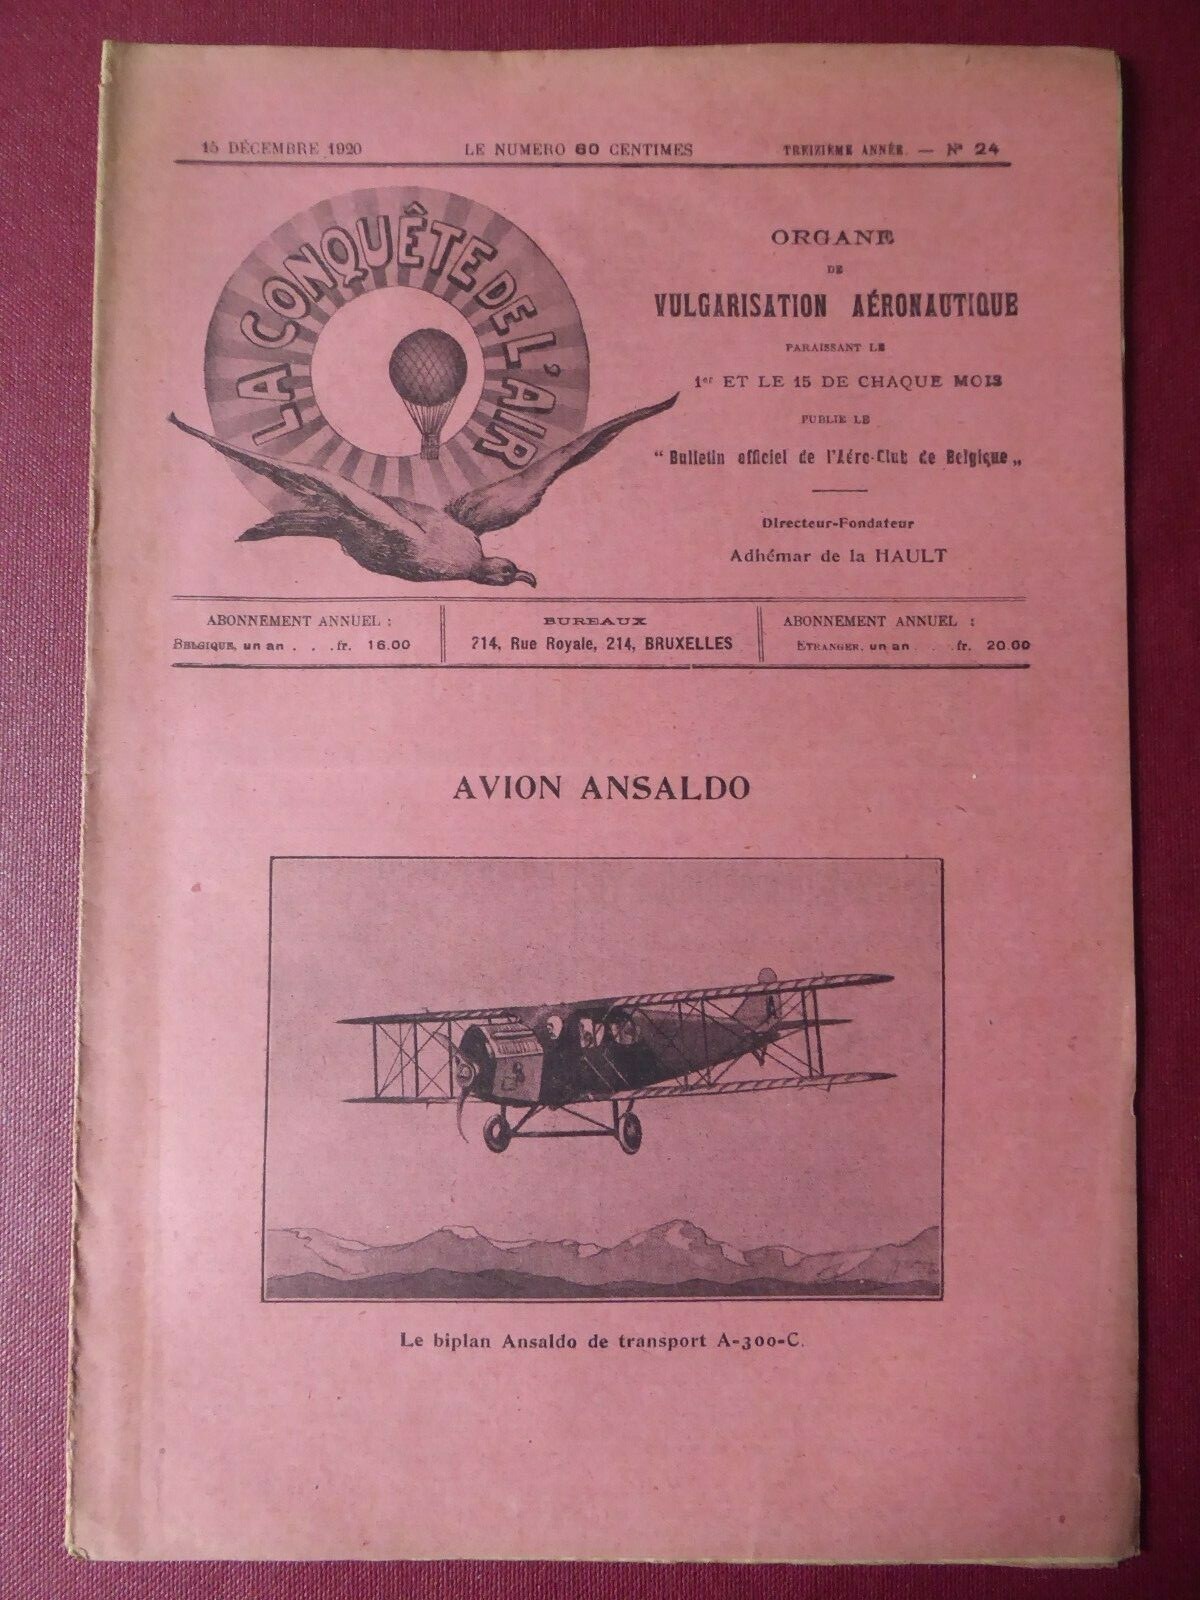 15 DÉCEMBRE 1920 LE NUMERO 60 CENTIMES TREIZIÈME ANNÉE. — N° 24
LA CONQUÊTE DE L'AIR
ORGANE
DE
VULGARISATION AÉRONAUTIQUE
PARAISSANT LE
1er ET LE 15 DE CHAQUE MOIS
PUBLIE LE
“ Bulletin officiel de l'Aéro-Club de Belgique „
Directeur-Fondateur
Adhémar de la HAULT
ABONNEMENT ANNUEL :
BELGIQUE, un an . . . fr. 16.00
BUREAUX
214, Rue Royale, 214, BRUXELLES
ABONNEMENT ANNUEL :
ETRANGER, un an . . . fr. 20.00
AVION ANSALDO
Le biplan Ansaldo de transport A-300-C.